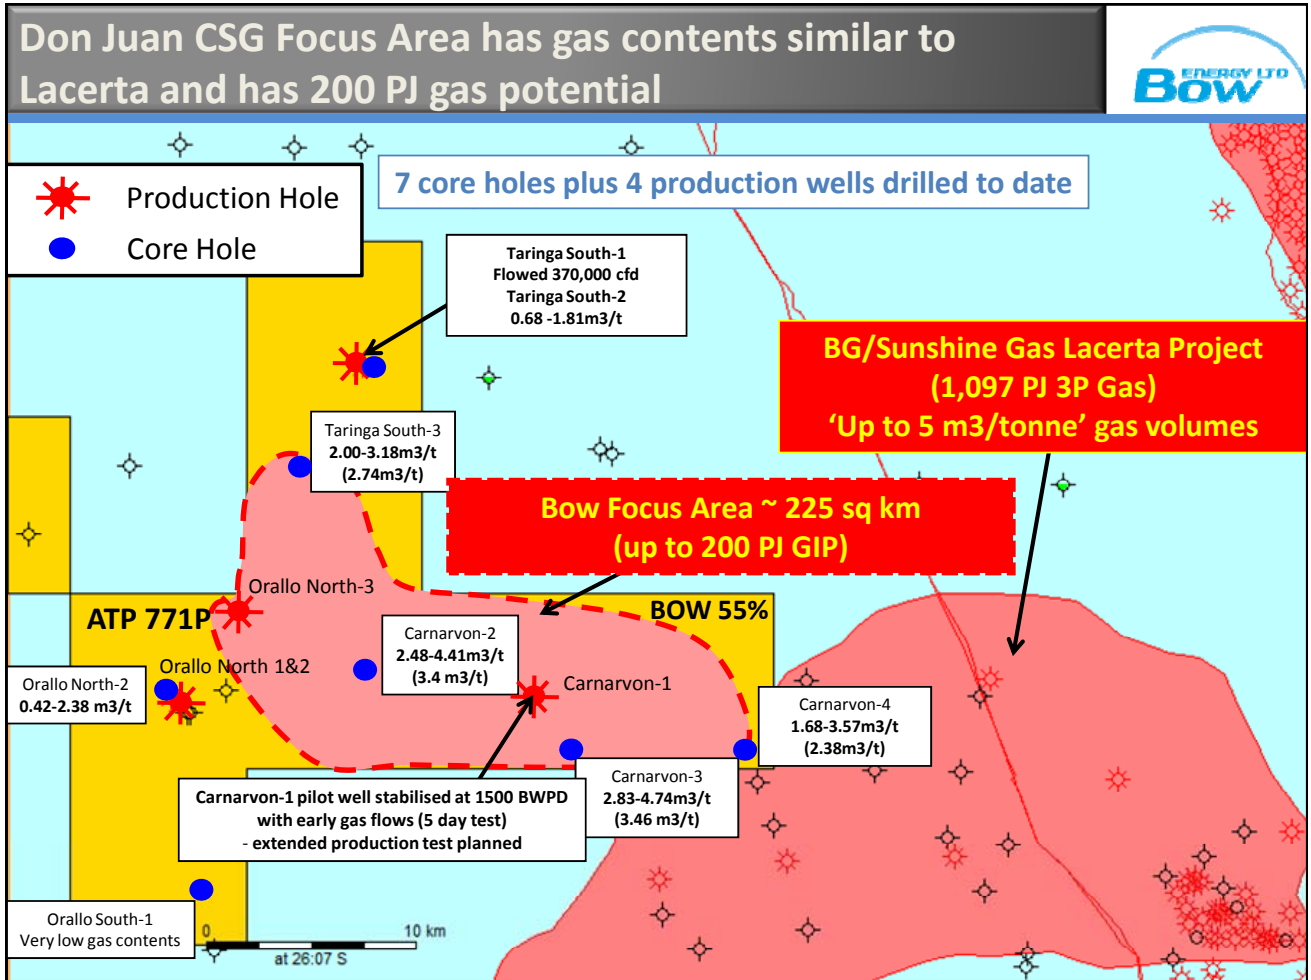 Don Juan CSG Focus Area has gas contents similar to
Lacerta and has 200 PJ gas potential
ENERGY LTD
BOW
Production Hole
Core Hole
7 core holes plus 4 production wells drilled to date
Taringa South-1
Flowed 370,000 cfd
Taringa South-2
0.68 -1.81m3/t
BG/Sunshine Gas Lacerta Project
(1,097 PJ 3P Gas)
‘Up to 5 m3/tonne’ gas volumes
Taringa South-3
2.00-3.18m3/t
(2.74m3/t)
Bow Focus Area ~ 225 sq km
(up to 200 PJ GIP)
Orallo North-3
ATP 771P
BOW 55%
Carnarvon-2
2.48-4.41m3/t
(3.4 m3/t)
Orallo North 1&2
Orallo North-2
0.42-2.38 m3/t
Carnarvon-1
Carnarvon-4
1.68-3.57m3/t
(2.38m3/t)
Carnarvon-3
2.83-4.74m3/t
(3.46 m3/t)
Carnarvon-1 pilot well stabilised at 1500 BWPD
with early gas flows (5 day test)
- extended production test planned
Orallo South-1
Very low gas contents
0 10 km
at 26:07 S